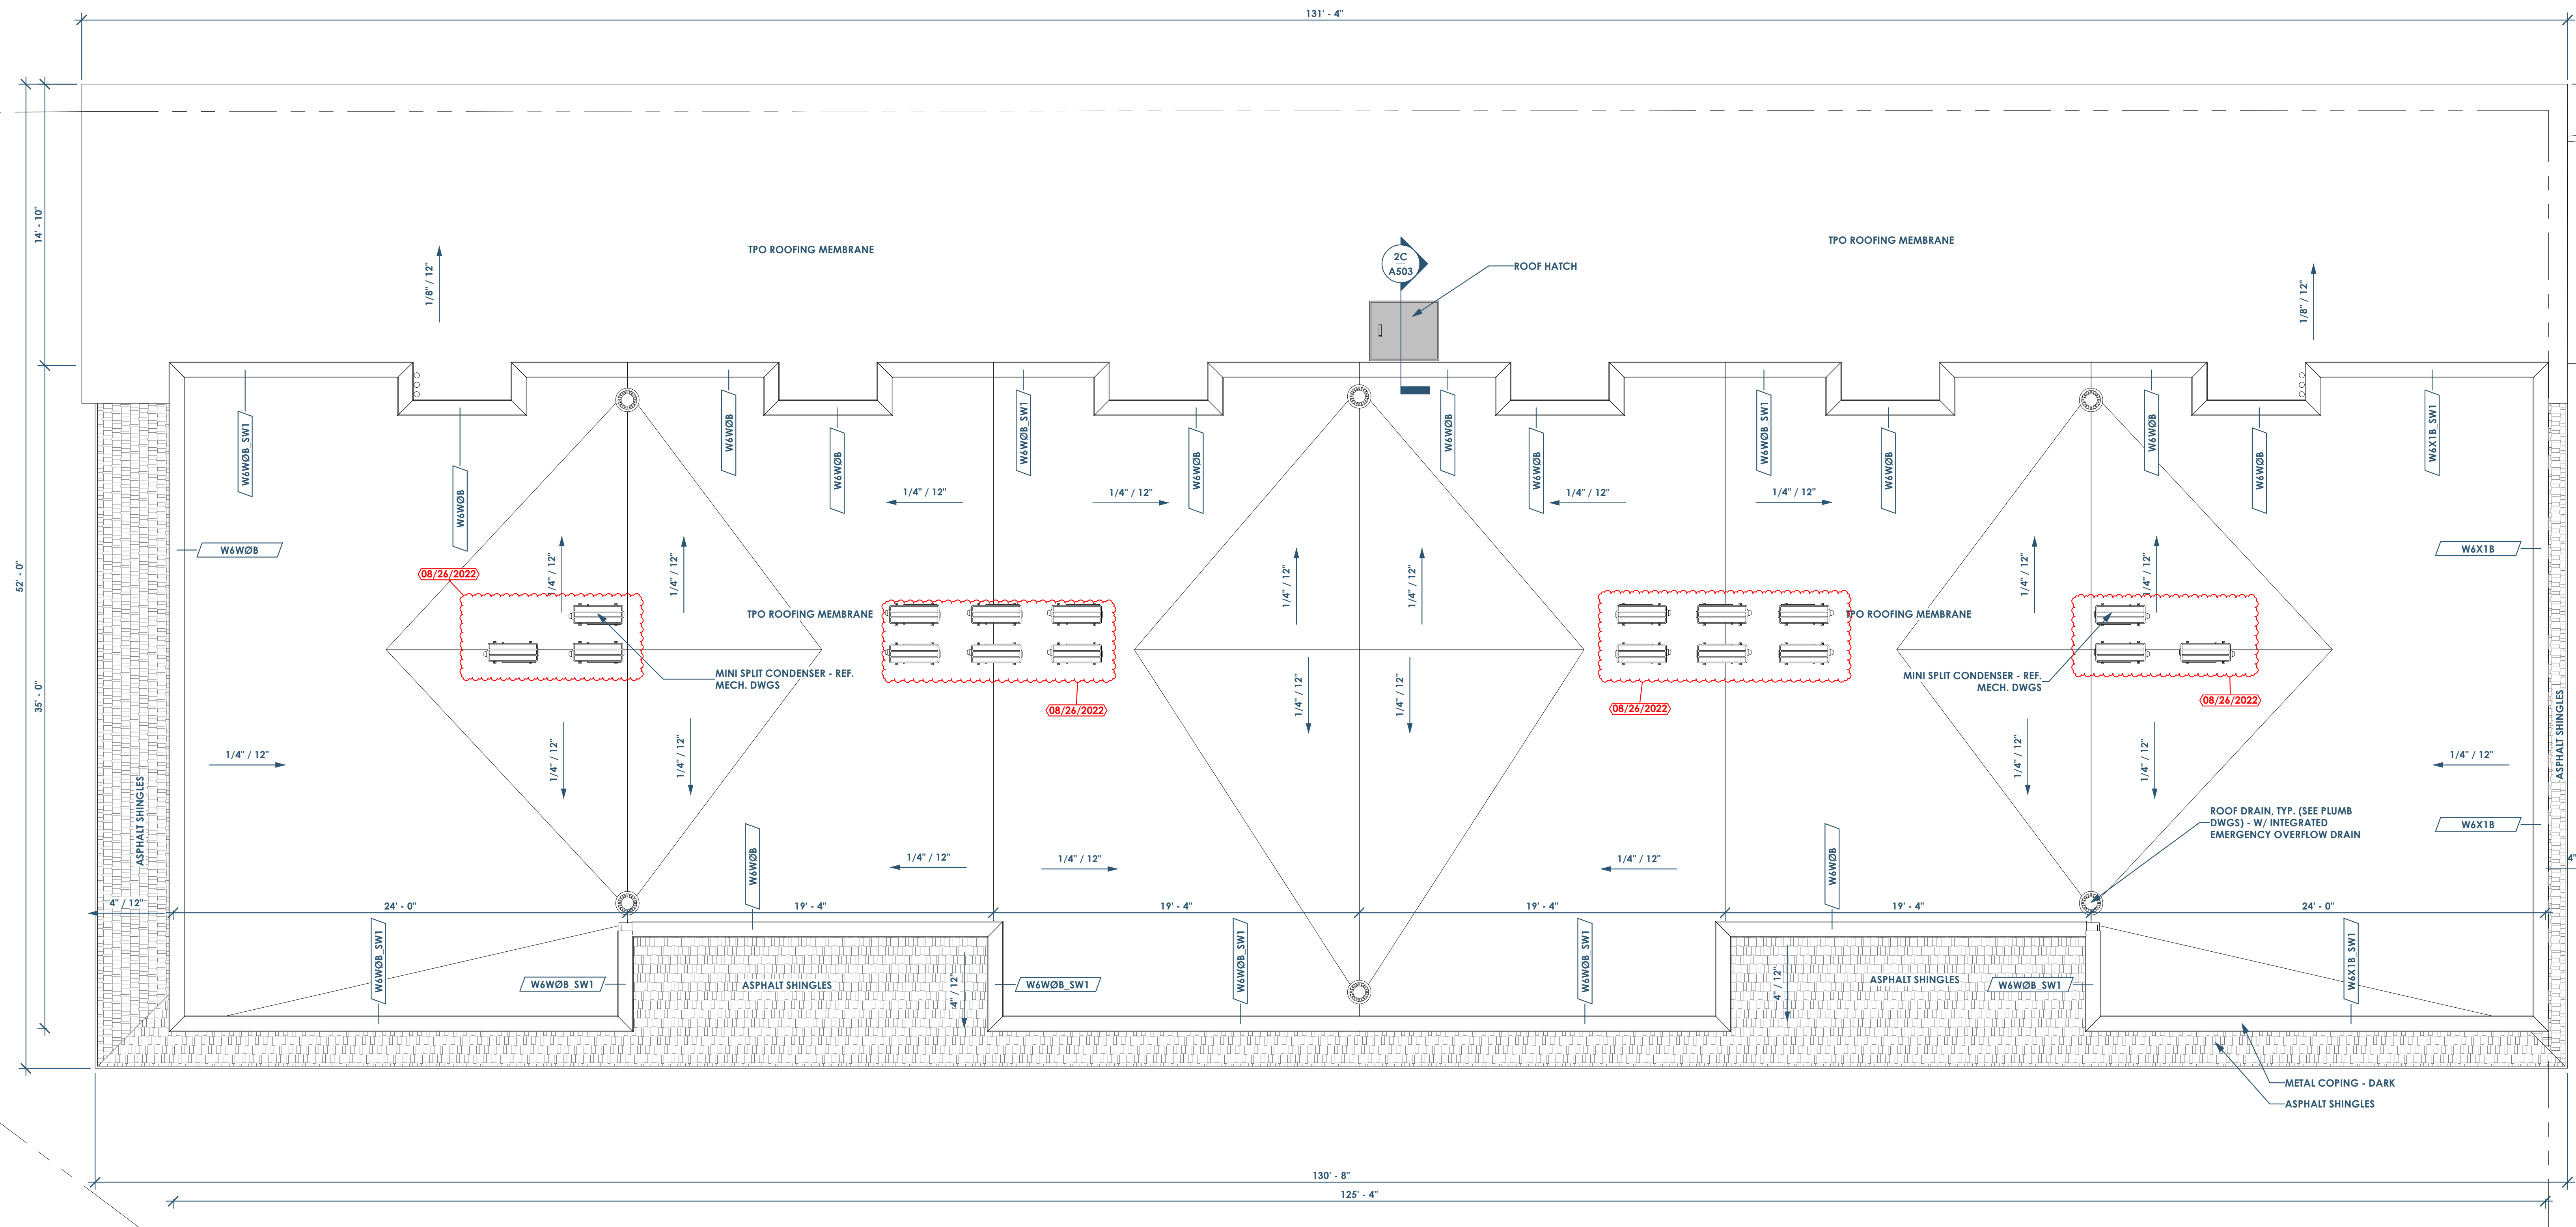 131' - 4"
14' - 10"
52' - 0"
35' - 0"
TPO ROOFING MEMBRANE
TPO ROOFING MEMBRANE
1/8" / 12"
1/8" / 12"
2C
A503
ROOF HATCH
W6WØB_SW1
W6WØB
W6WØB
W6WØB
W6WØB_SW1
W6WØB
W6WØB
W6WØB
W6WØB_SW1
W6WØB
W6WØB
W6WØB
W6X1B_SW1
1/4" / 12"
1/4" / 12"
1/4" / 12"
1/4" / 12"
W6WØB
W6X1B
08/26/2022
1/4" / 12"
1/4" / 12"
1/4" / 12"
1/4" / 12"
1/4" / 12"
1/4" / 12"
TPO ROOFING MEMBRANE
TPO ROOFING MEMBRANE
MINI SPLIT CONDENSER - REF.
MECH. DWGS
08/26/2022
08/26/2022
MINI SPLIT CONDENSER - REF.
MECH. DWGS
08/26/2022
1/4" / 12"
1/4" / 12"
1/4" / 12"
1/4" / 12"
1/4" / 12"
1/4" / 12"
1/4" / 12"
1/4" / 12"
ASPHALT SHINGLES
ASPHALT SHINGLES
ROOF DRAIN, TYP. (SEE PLUMB
DWGS) - W/ INTEGRATED
EMERGENCY OVERFLOW DRAIN
W6X1B
W6WØB
1/4" / 12"
1/4" / 12"
1/4" / 12"
W6WØB
4"
4" / 12"
24' - 0"
19' - 4"
19' - 4"
19' - 4"
19' - 4"
24' - 0"
W6WØB_SW1
W6WØB_SW1
ASPHALT SHINGLES
4" / 12"
W6WØB_SW1
W6WØB_SW1
W6WØB_SW1
4" / 12"
ASPHALT SHINGLES
W6WØB_SW1
W6X1B_SW1
METAL COPING - DARK
ASPHALT SHINGLES
130' - 8"
125' - 4"